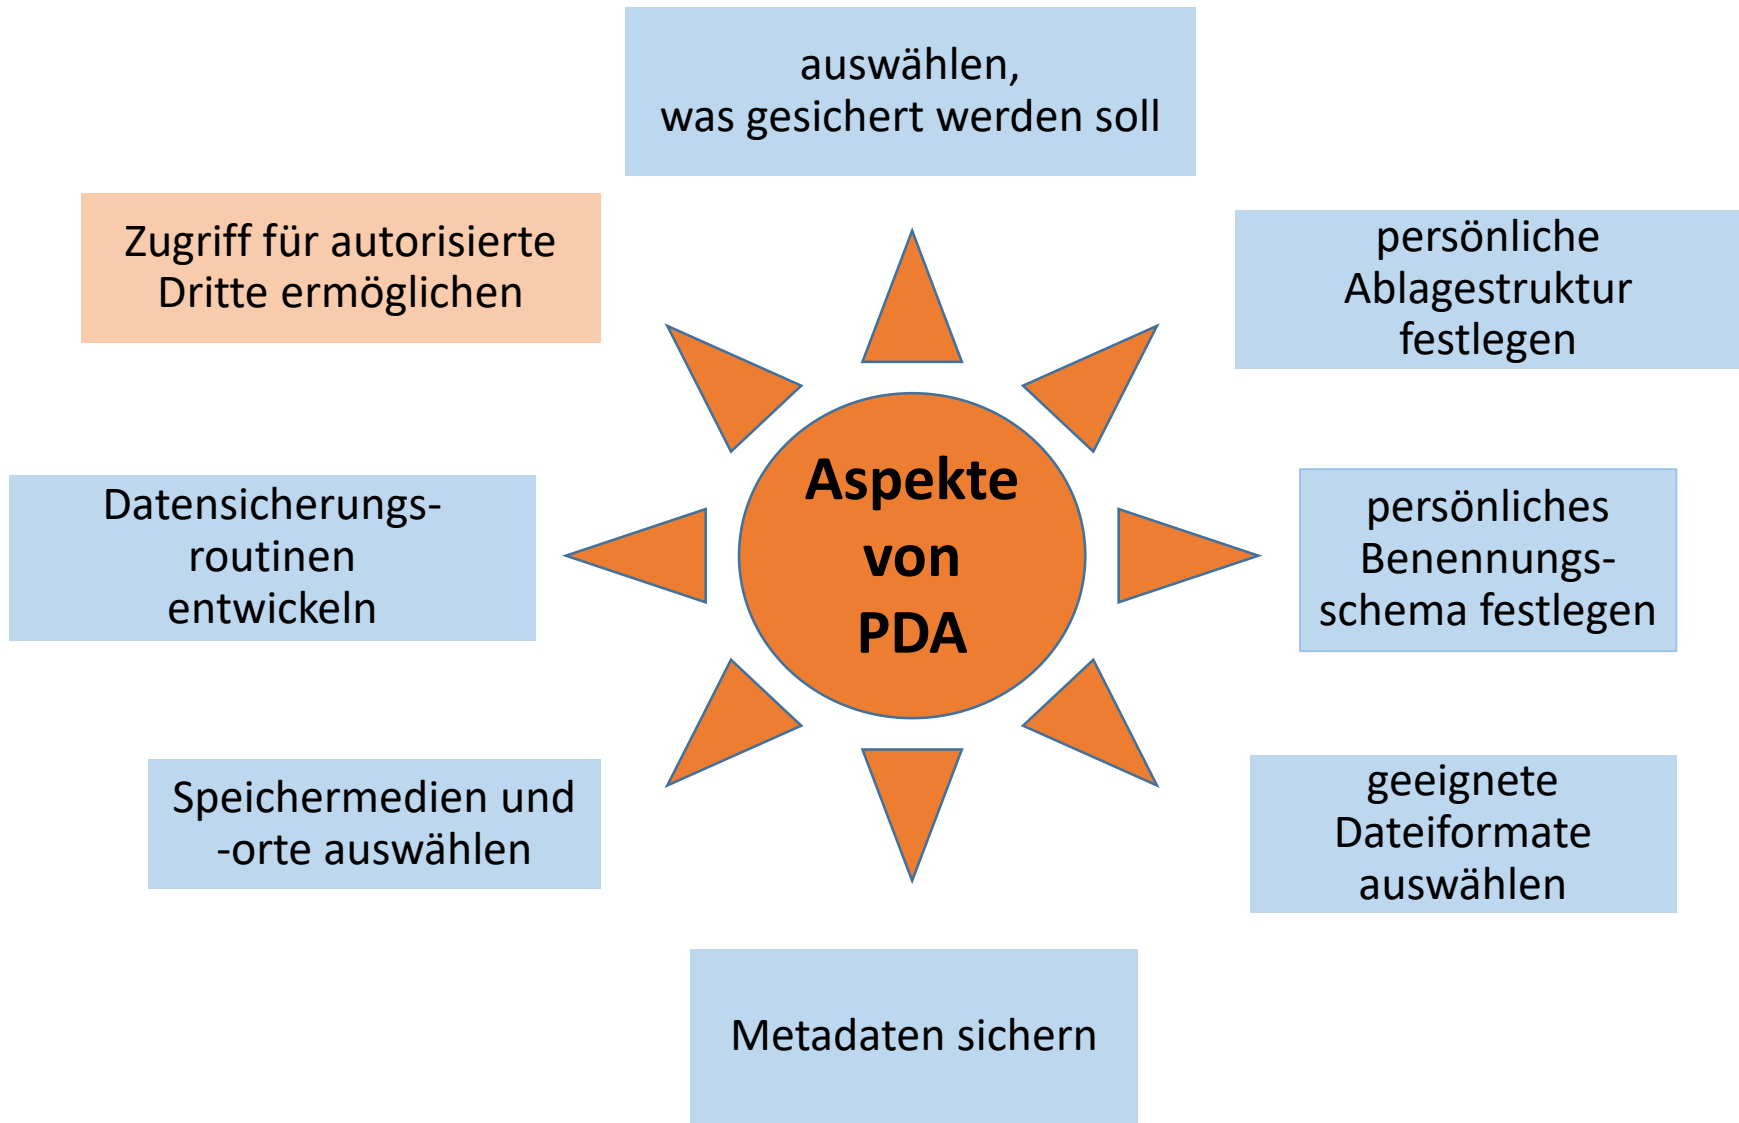 auswählen,
was gesichert werden soll
Zugriff für autorisierte
Dritte ermöglichen
persönliche
Ablagestruktur
festlegen
Aspekte
von
PDA
Datensicherungs-
routinen
entwickeln
persönliches
Benennungs-
schema festlegen
Speichermedien und
-orte auswählen
geeignete
Dateiformate
auswählen
Metadaten sichern